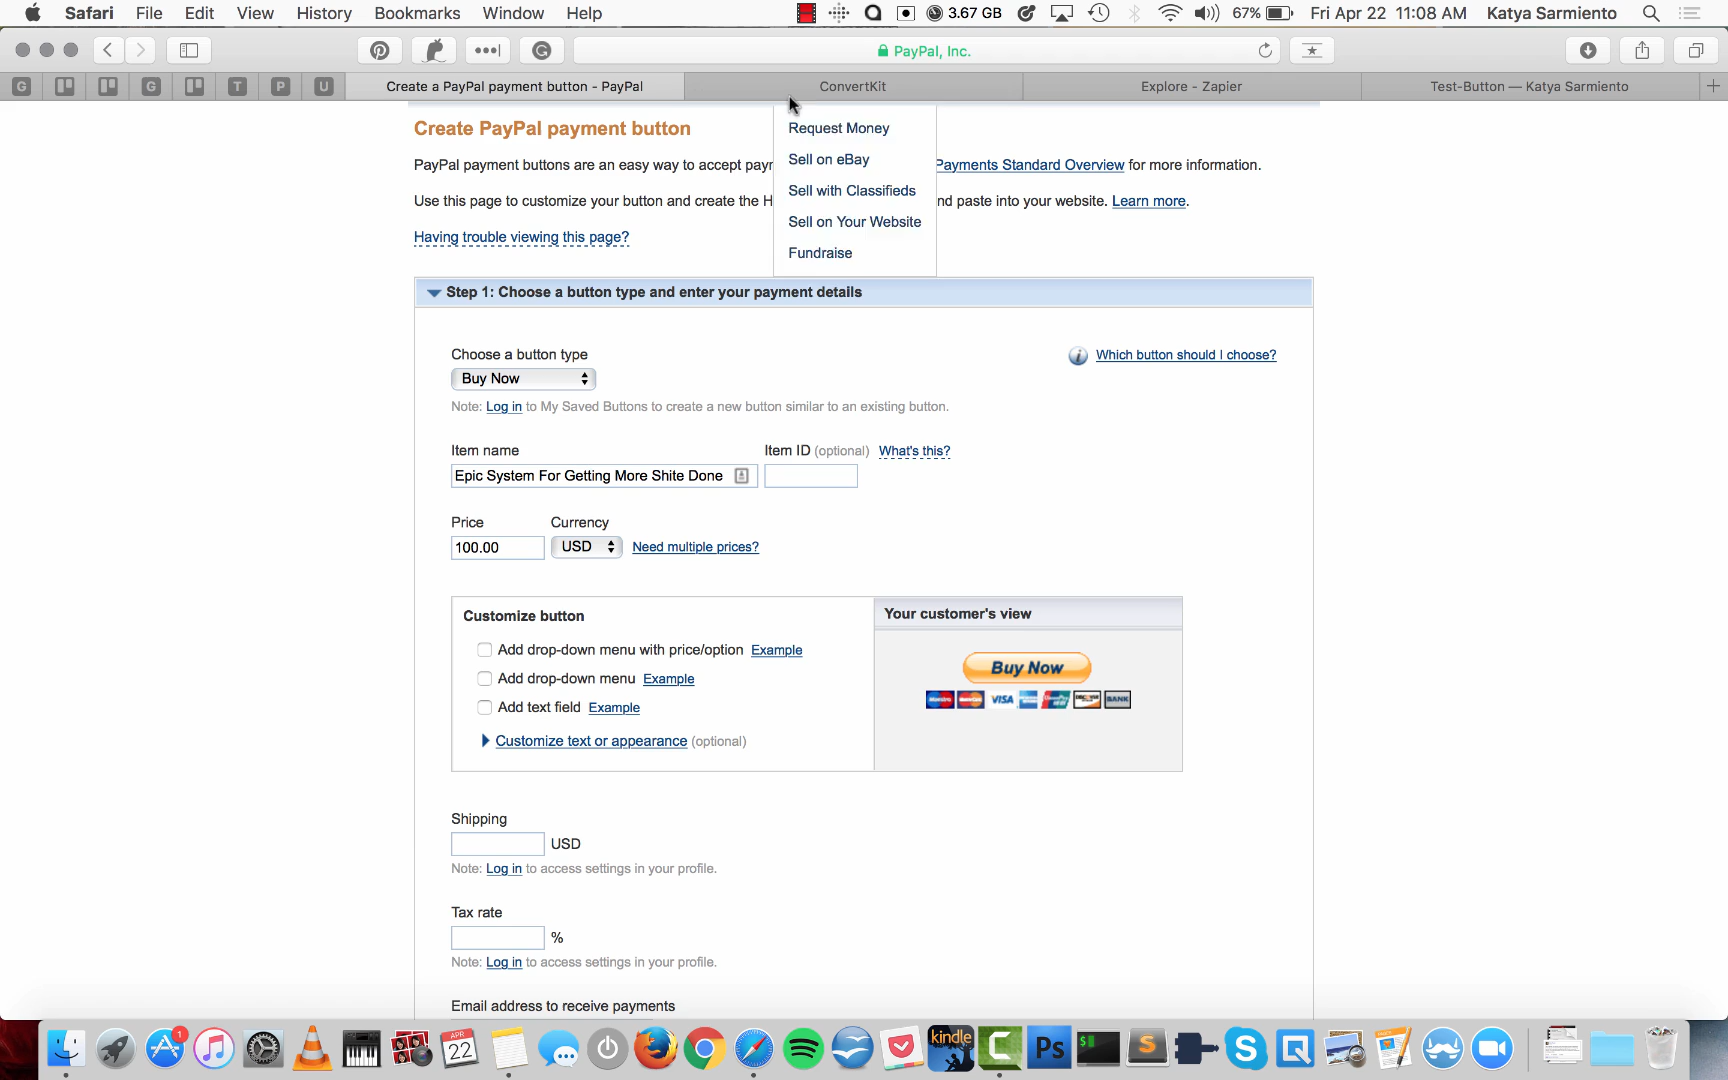 Safari File Edit View History Bookmarks Window Help 3.67 GB 67% Fri Apr 22 11:08 AM Katya Sarmiento
PayPal, Inc.
G G T P U Create a PayPal payment button - PayPal ConvertKit Explore - Zapier Test-Button — Katya Sarmiento
Create PayPal payment button
Request Money
Sell on eBay
Sell with Classifieds
Sell on Your Website
Fundraise
PayPal payment buttons are an easy way to accept Payments Standard Overview for more information.
Use this page to customize your button and create the and paste into your website. Learn more.
Having trouble viewing this page?
Step 1: Choose a button type and enter your payment details
Choose a button type
Which button should I choose?
Buy Now
Note: Log in to My Saved Buttons to create a new button similar to an existing button.
Item name Item ID (optional) What's this?
Epic System For Getting More Shite Done
Price Currency
100.00 USD Need multiple prices?
Customize button Your customer's view
Add drop-down menu with price/option Example
Add drop-down menu Example
Add text field Example
Customize text or appearance (optional)
Buy Now
VISA BANK
Shipping
USD
Note: Log in to access settings in your profile.
Tax rate
%
Note: Log in to access settings in your profile.
Email address to receive payments
1 APR 22 kindle Ps $ S